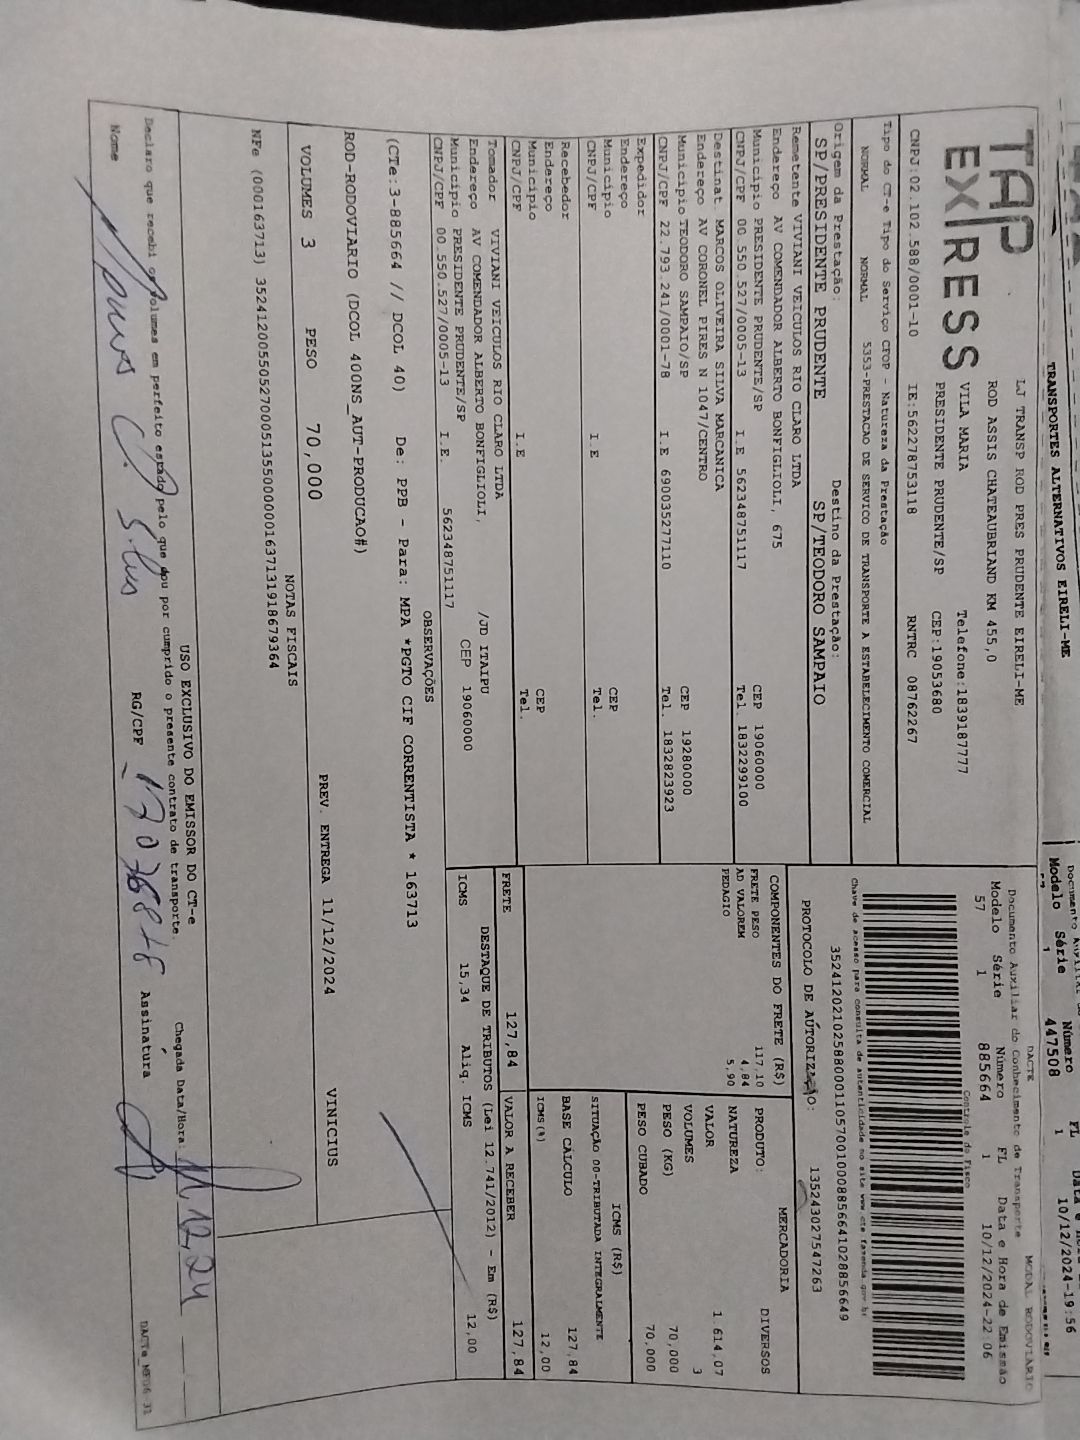 TRANSPORTES ALTERNATIVOS EIRELI-ME
Modelo Série Número FL
1 447508 1 10/12/2024-19:56
TAP EXPRESS
LJ TRANSP ROD PRES PRUDENTE EIRELI-ME
ROD ASSIS CHATEAUBRIAND KM 455,0
VILA MARIA Telefone:1839187777
PRESIDENTE PRUDENTE/SP CEP:19053680
CNPJ:02.102.588/0001-10 IE:562278753118 RNTRC 08762267
DACTE MODAL RODOVIÁRIO
Documento Auxiliar do Conhecimento de Transporte
Modelo Série Número FL Data e Hora de Emissão
57 1 885664 1 10/12/2024-22:06
Controle do Fisco
Chave de acesso para consulta de autenticidade no site www.cte.fazenda.gov.br
35241202102588000110570010008856641028856649
PROTOCOLO DE AUTORIZAÇÃO: 135243027547263
Tipo do CT-e Tipo do Serviço CFOP - Natureza da Prestação
NORMAL NORMAL 5353-PRESTACAO DE SERVICO DE TRANSPORTE A ESTABELECIMENTO COMERCIAL
Origem da Prestação: Destino da Prestação:
SP/PRESIDENTE PRUDENTE SP/TEODORO SAMPAIO
Remetente VIVIANI VEICULOS RIO CLARO LTDA
Endereço AV COMENDADOR ALBERTO BONFIGLIOLI, 675
Município PRESIDENTE PRUDENTE/SP CEP 19060000
CNPJ/CPF 00.550.527/0005-13 I.E 562348751117 Tel. 1832299100
Destinat. MARCOS OLIVEIRA SILVA MARCANICA
Endereço AV CORONEL PIRES N 1047/CENTRO
Município TEODORO SAMPAIO/SP CEP 19280000
CNPJ/CPF 22.793.241/0001-78 I.E 690035277110 Tel. 1832823923
Expedidor
Endereço
Município CEP
CNPJ/CPF I.E Tel.
Recebedor
Endereço
Município CEP
CNPJ/CPF I.E Tel.
Tomador VIVIANI VEICULOS RIO CLARO LTDA
Endereço AV COMENDADOR ALBERTO BONFIGLIOLI, /JD ITAIPU
Município PRESIDENTE PRUDENTE/SP CEP 19060000
CNPJ/CPF 00.550.527/0005-13 I.E. 562348751117
COMPONENTES DO FRETE (R$)
FRETE PESO 117,10
AD VALOREM 4,84
PEDAGIO 5,90
MERCADORIA
PRODUTO: DIVERSOS
NATUREZA
VALOR 1.614,07
VOLUMES 3
PESO (KG) 70,000
PESO CUBADO 70,000
ICMS (R$)
SITUAÇÃO 00-TRIBUTADA INTEGRALMENTE
BASE CALCULO 127,84
ICMS(%) 12,00
FRETE 127,84 VALOR A RECEBER 127,84
DESTAQUE DE TRIBUTOS (Lei 12.741/2012) - Em (R$)
ICMS 15,34 Aliq. ICMS 12,00
OBSERVAÇÕES
(CTe:3-885664 // DCOL 40) De: PPB - Para: MPA *PGTO CIF CORRENTISTA * 163713
ROD-RODOVIARIO (DCOL 400NS_AUT-PRODUCAO#)
VOLUMES 3 PESO 70,000 PREV. ENTREGA 11/12/2024 VINICIUS
NOTAS FISCAIS
NFe (000163713) 35241200550527000513550000001637131918679364
USO EXCLUSIVO DO EMISSOR DO CT-e
Declaro que recebi os volumes em perfeito estado pelo que dou por cumprido o presente contrato de transporte. Chegada Data/Hora:
Nome RG/CPF Assinatura